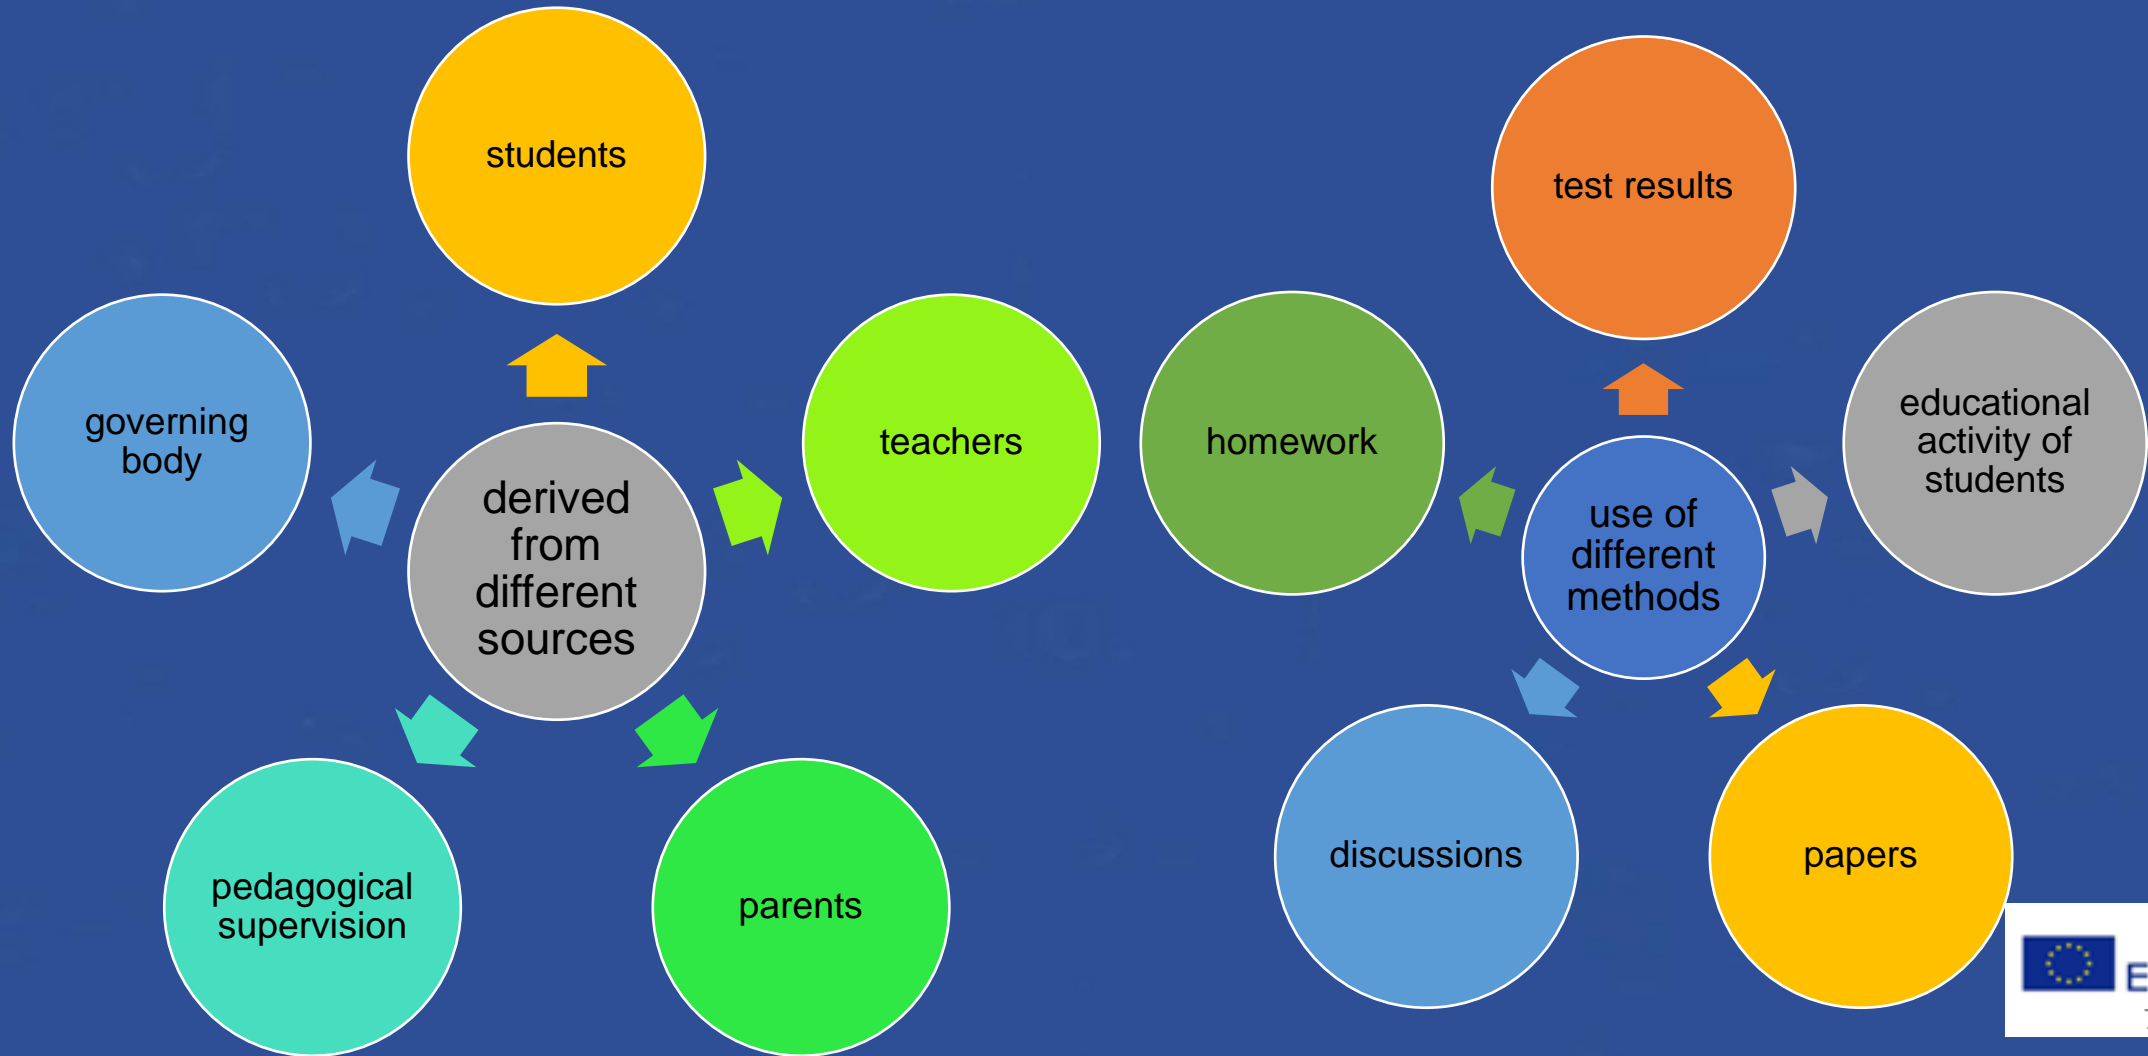 students
governing
body
teachers
derived
from
different
sources
pedagogical
supervision
parents
test results
homework
educational
activity of
students
use of
different
methods
discussions
papers
E